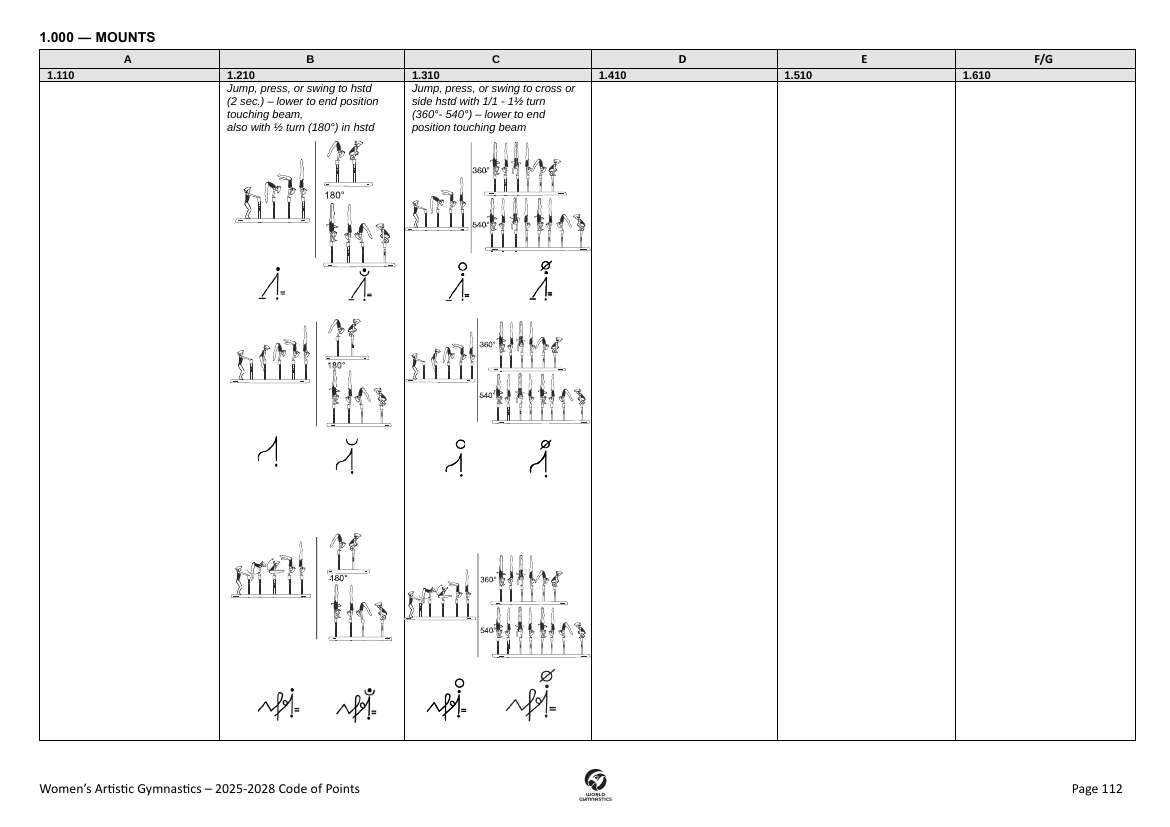 1.000 — MOUNTS
A B C D E F/G
1.110 1.210 1.310 1.410 1.510 1.610
Jump, press, or swing to hstd
(2 sec.) – lower to end position
touching beam,
also with ½ turn (180°) in hstd
180°
180°
180°
Jump, press, or swing to cross or
side hstd with 1/1 - 1½ turn
(360°- 540°) – lower to end
position touching beam
360°
540°
360°
540°
360°
540°
Women's Artistic Gymnastics – 2025-2028 Code of Points
WORLD
GYMNASTICS
Page 112